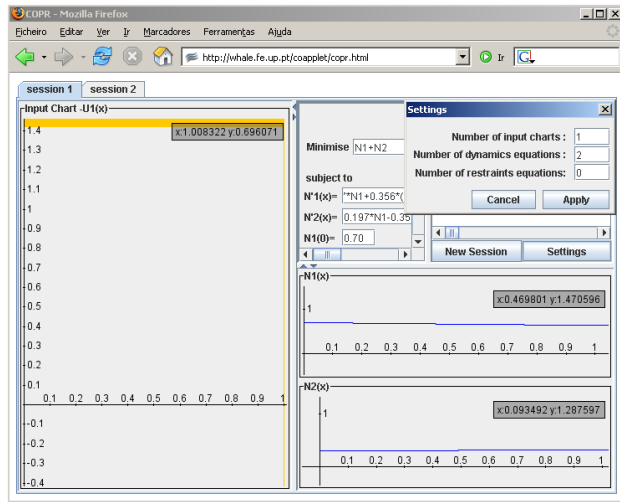 COPR - Mozilla Firefox
Ficheiro Editar Ver Ir Marcadores Ferramentas Ajuda
http://whale.fe.up.pt/coapplet/copr.html Ir G
session 1 session 2
Input Chart -U1(x)
x:1.008322 y:0.696071
1.4
1.3
1.2
1.1
1
0.9
0.8
0.7
0.6
0.5
0.4
0.3
0.2
0.1
0.1 0.2 0.3 0.4 0.5 0.6 0.7 0.8 0.9 1
-0.1
-0.2
-0.3
-0.4
Minimise N1+N2
subject to
N'1(x)= "*N1+0.356*(
N'2(x)= 0.197*N1-0.35
N1(0)= 0.70
Settings
Number of input charts : 1
Number of dynamics equations : 2
Number of restraints equations: 0
Cancel Apply
New Session Settings
N1(x)
x:0.469801 y:1.470596
1
0.1 0.2 0.3 0.4 0.5 0.6 0.7 0.8 0.9 1
N2(x)
x:0.093492 y:1.287597
1
0.1 0.2 0.3 0.4 0.5 0.6 0.7 0.8 0.9 1